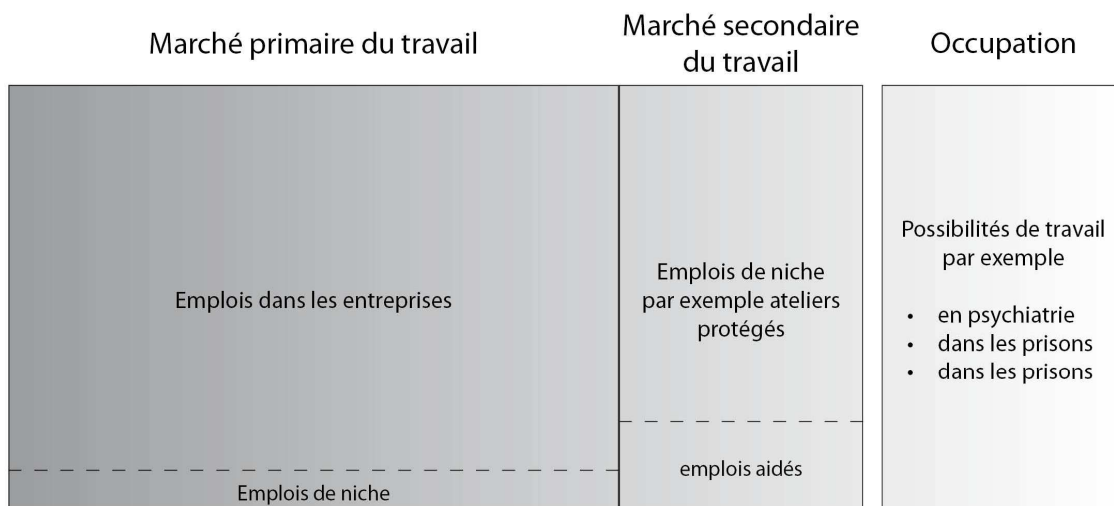 Marché primaire du travail
Marché secondaire
du travail
Occupation
Emplois dans les entreprises
Emplois de niche
Emplois de niche
par exemple ateliers
protégés
emplois aidés
Possibilités de travail
par exemple
• en psychiatrie
• dans les prisons
• dans les prisons